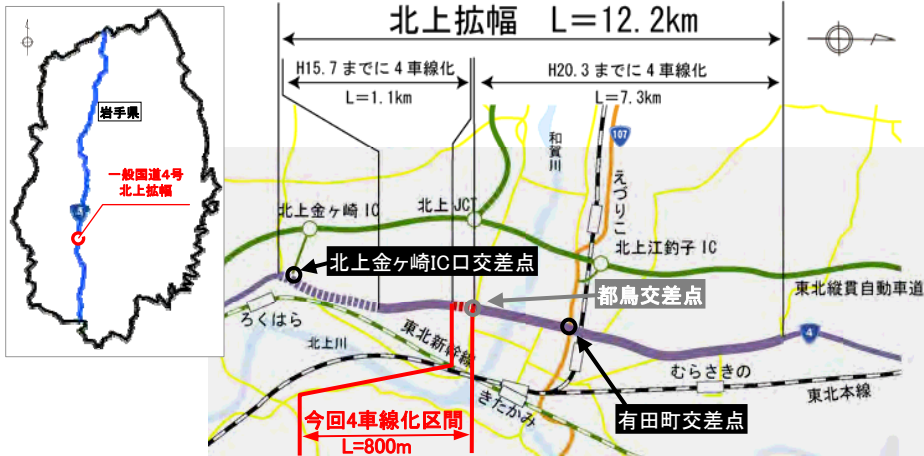 北上拡幅 L=12.2km
H15.7までに4車線化
L=1.1km
H20.3までに4車線化
L=7.3km
岩手県
一般国道4号
北上拡幅
4
和賀川
107
えづりこ
北上金ヶ崎IC
北上JCT
北上江釣子IC
北上金ヶ崎IC口交差点
都鳥交差点
東北縦貫自動車道
4
ろくはら
北上川
東北新幹線
きたかみ
むらさきの
東北本線
有田町交差点
今回4車線化区間
L=800m